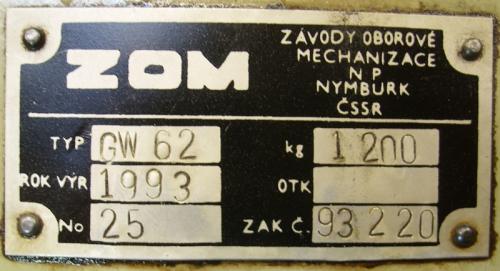 ZOM
ZÁVODY OBOROVÉ
MECHANIZACE
N P
NYMBURK
ČSSR
TYP GW 62 kg 1 200
ROK VÝR 1993 OTK
No 25 ZAK Č. 93 2 20